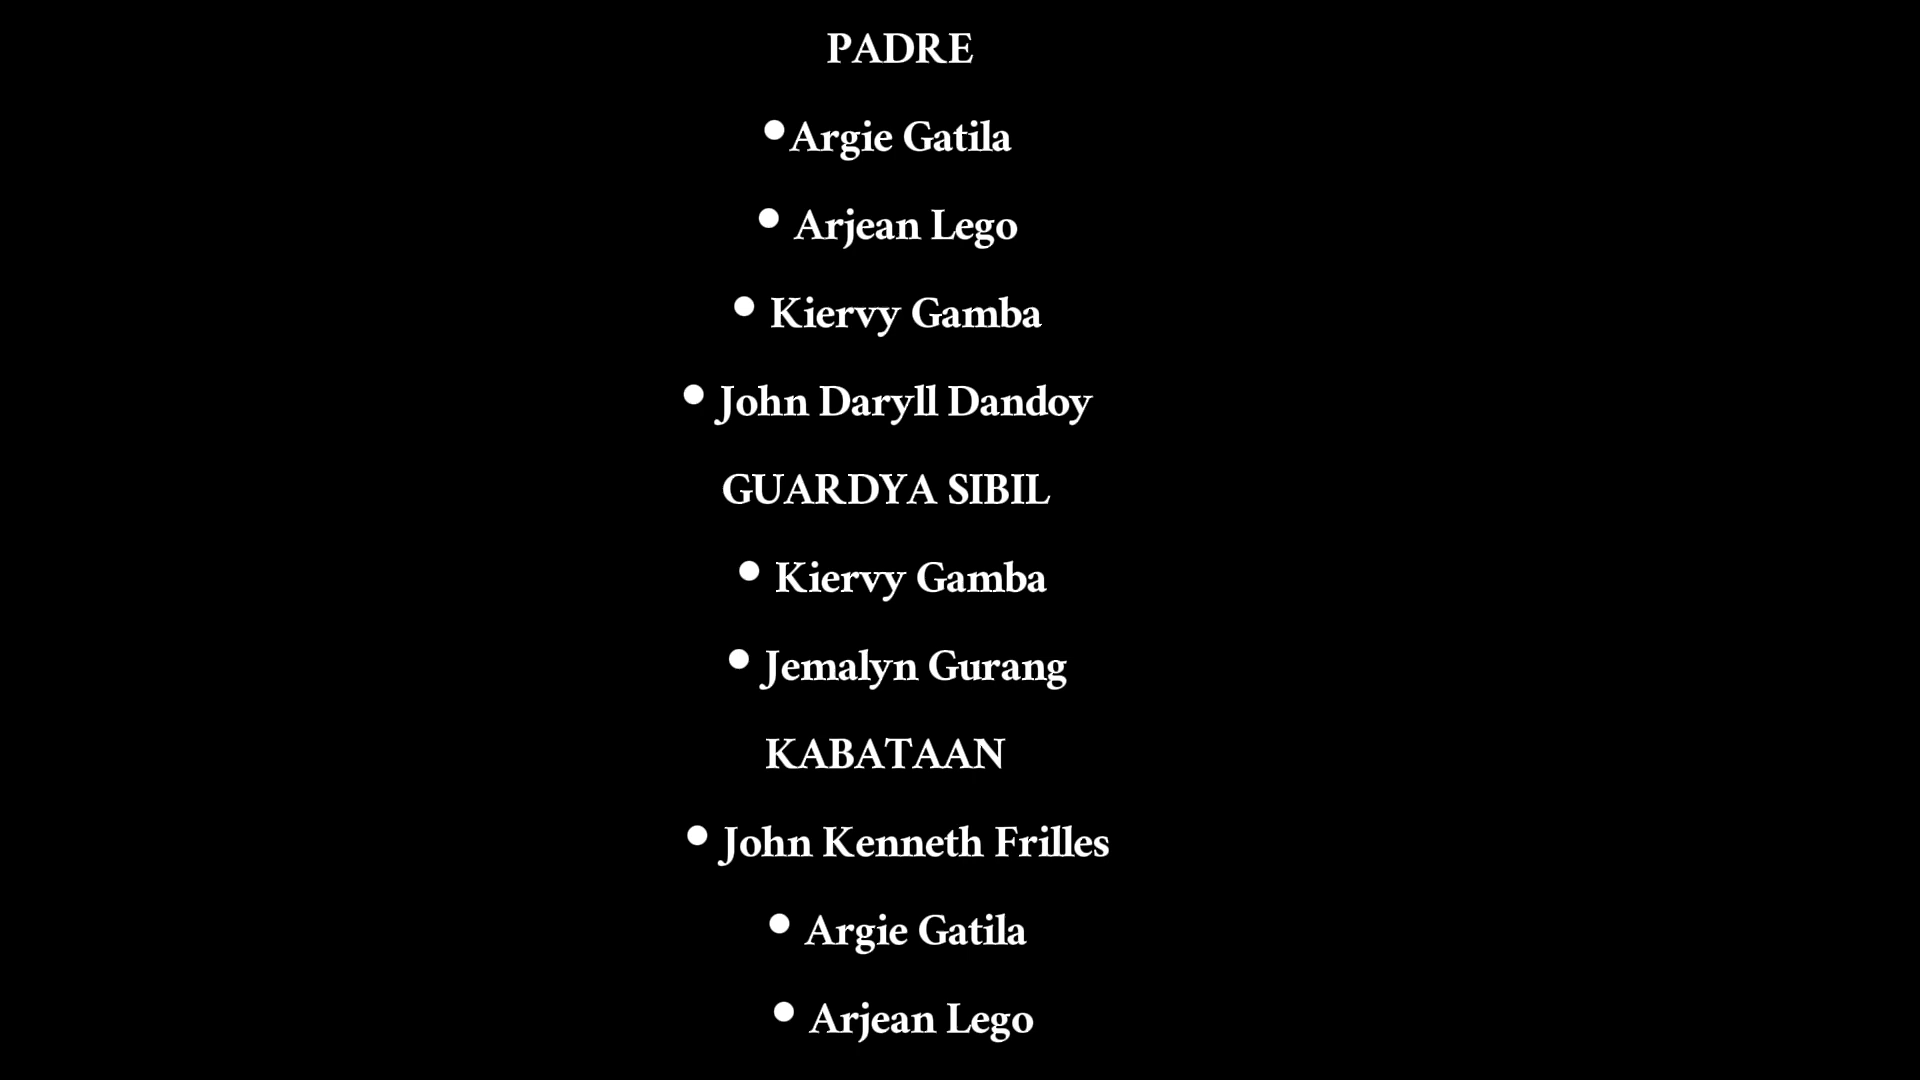 PADRE
•Argie Gatila
• Arjean Lego
• Kiervy Gamba
• John Daryll Dandoy
GUARDYA SIBIL
• Kiervy Gamba
• Jemalyn Gurang
KABATAAN
• John Kenneth Frilles
• Argie Gatila
• Arjean Lego